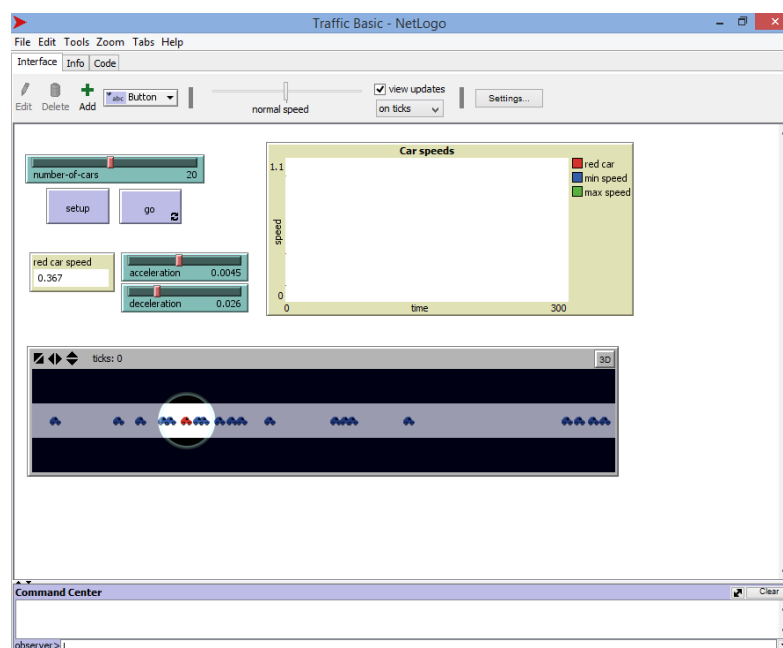 Traffic Basic - NetLogo
File Edit Tools Zoom Tabs Help
Interface Info Code
Edit Delete Add abc Button normal speed view updates on ticks Settings...
number-of-cars 20
setup go
red car speed
0.367
acceleration 0.0045
deceleration 0.026
Car speeds
1.1
speed
0
0 time 300
red car
min speed
max speed
ticks: 0 3D
Command Center Clear
observer>